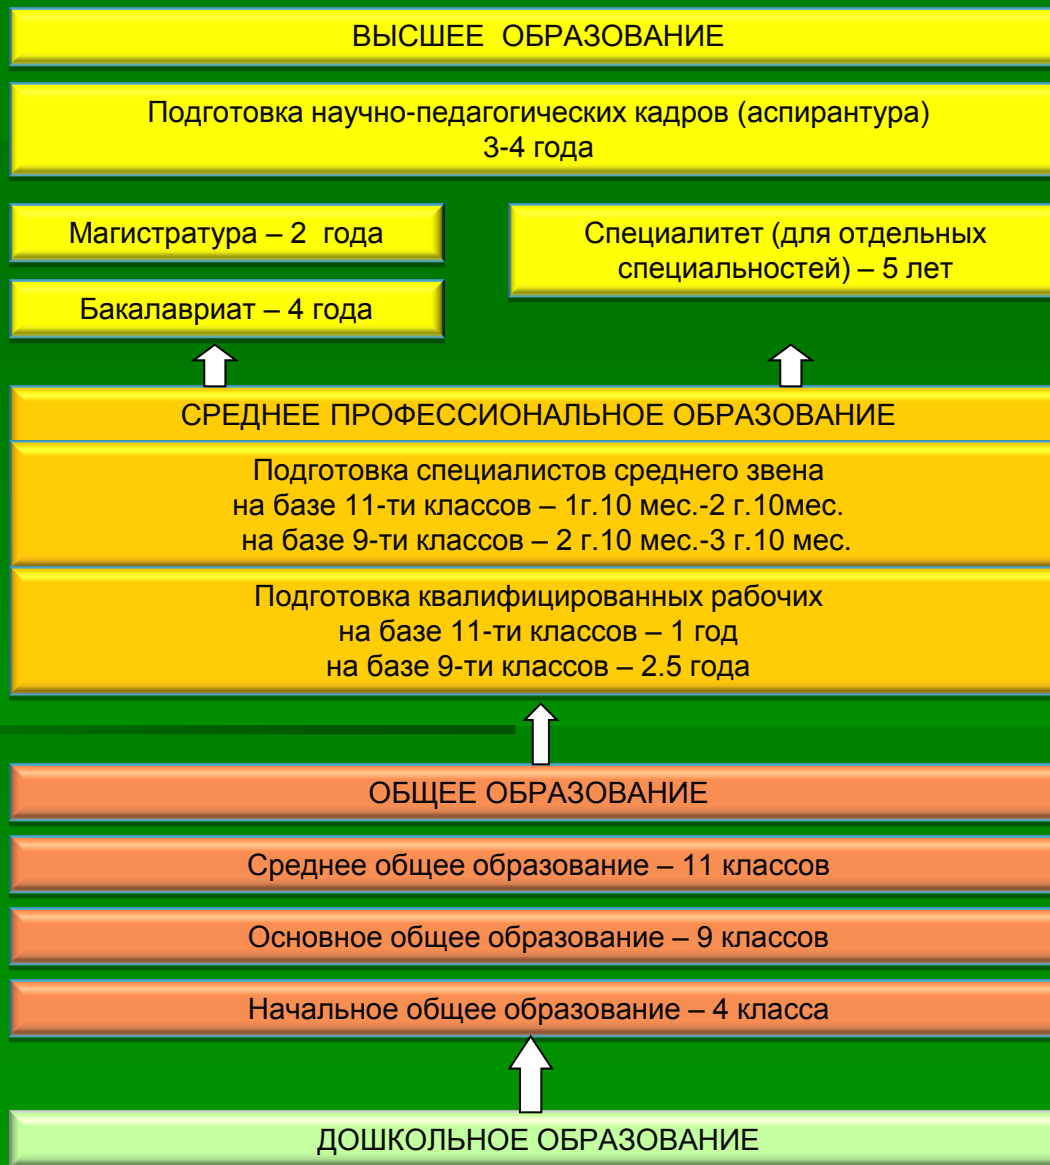 ВЫСШЕЕ ОБРАЗОВАНИЕ
Подготовка научно-педагогических кадров (аспирантура)
3-4 года
Магистратура – 2 года
Бакалавриат – 4 года
Специалитет (для отдельных
специальностей) – 5 лет
СРЕДНЕЕ ПРОФЕССИОНАЛЬНОЕ ОБРАЗОВАНИЕ
Подготовка специалистов среднего звена
на базе 11-ти классов – 1г.10 мес.-2 г.10мес.
на базе 9-ти классов – 2 г.10 мес.-3 г.10 мес.
Подготовка квалифицированных рабочих
на базе 11-ти классов – 1 год
на базе 9-ти классов – 2.5 года
ОБЩЕЕ ОБРАЗОВАНИЕ
Среднее общее образование – 11 классов
Основное общее образование – 9 классов
Начальное общее образование – 4 класса
ДОШКОЛЬНОЕ ОБРАЗОВАНИЕ